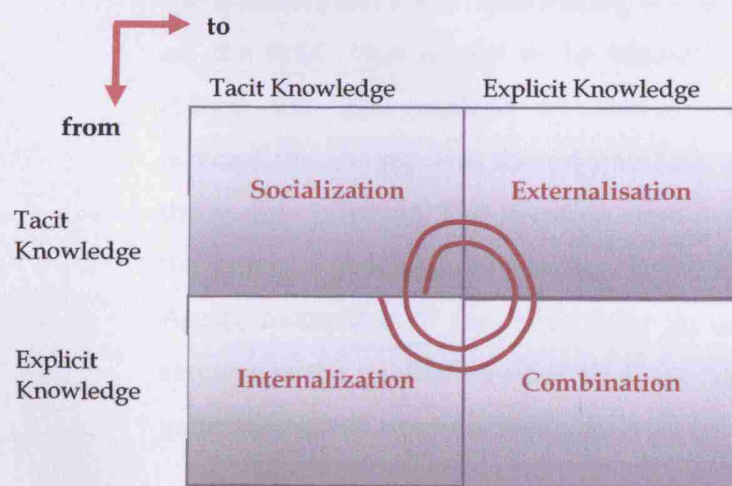 to
from
Tacit Knowledge
Explicit Knowledge
Socialization
Externalisation
Tacit
Knowledge
Explicit
Knowledge
Internalization
Combination